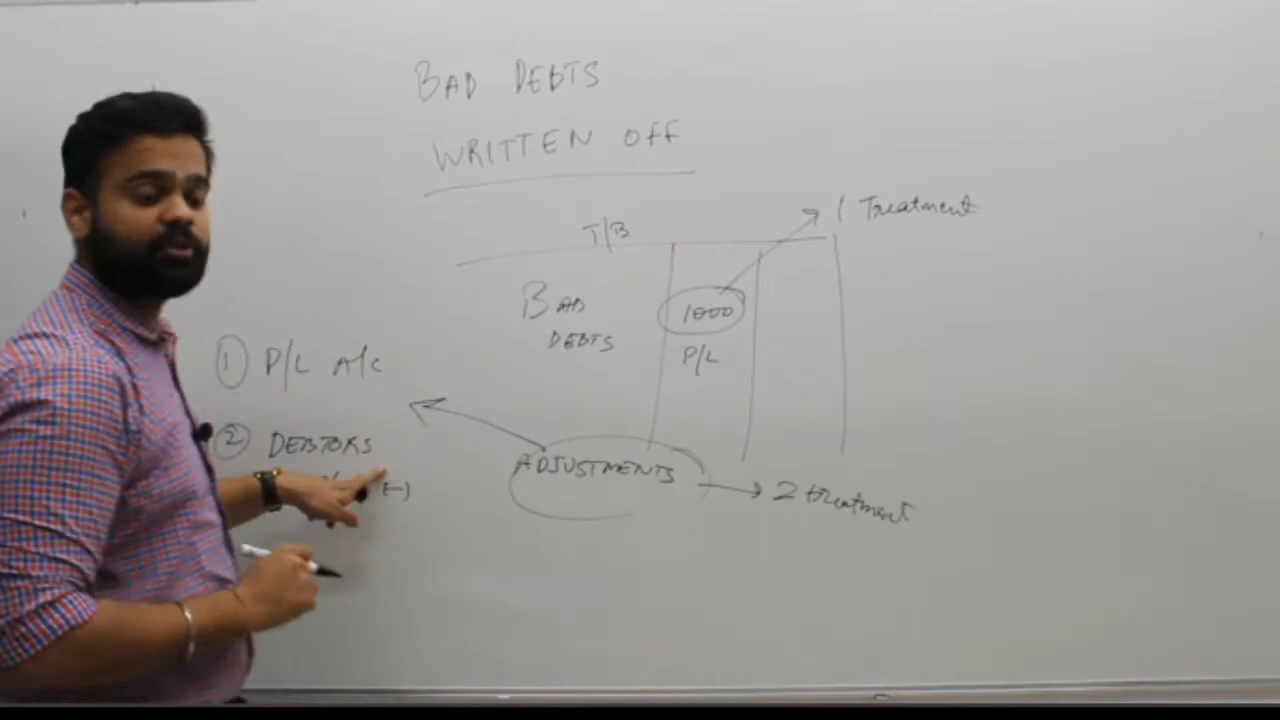 BAD DEBTS
WRITTEN OFF
T/B
1 Treatment
BAD
DEBTS
1000
P/L
① P/L A/C
② DEBTORS
(-)
ADJUSTMENTS
2 treatment